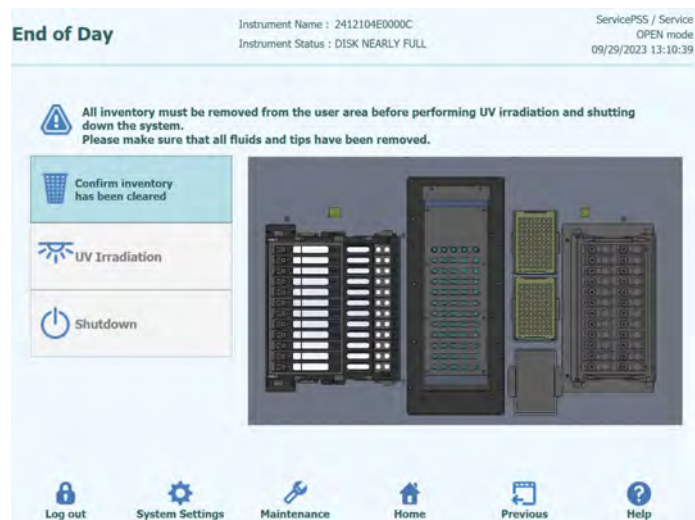 End of Day
Instrument Name : 2412104E0000C
Instrument Status : DISK NEARLY FULL
ServicePSS / Service
OPEN mode
09/29/2023 13:10:39
All inventory must be removed from the user area before performing UV irradiation and shutting
down the system.
Please make sure that all fluids and tips have been removed.
Confirm inventory
has been cleared
UV Irradiation
Shutdown
Log out
System Settings
Maintenance
Home
Previous
Help